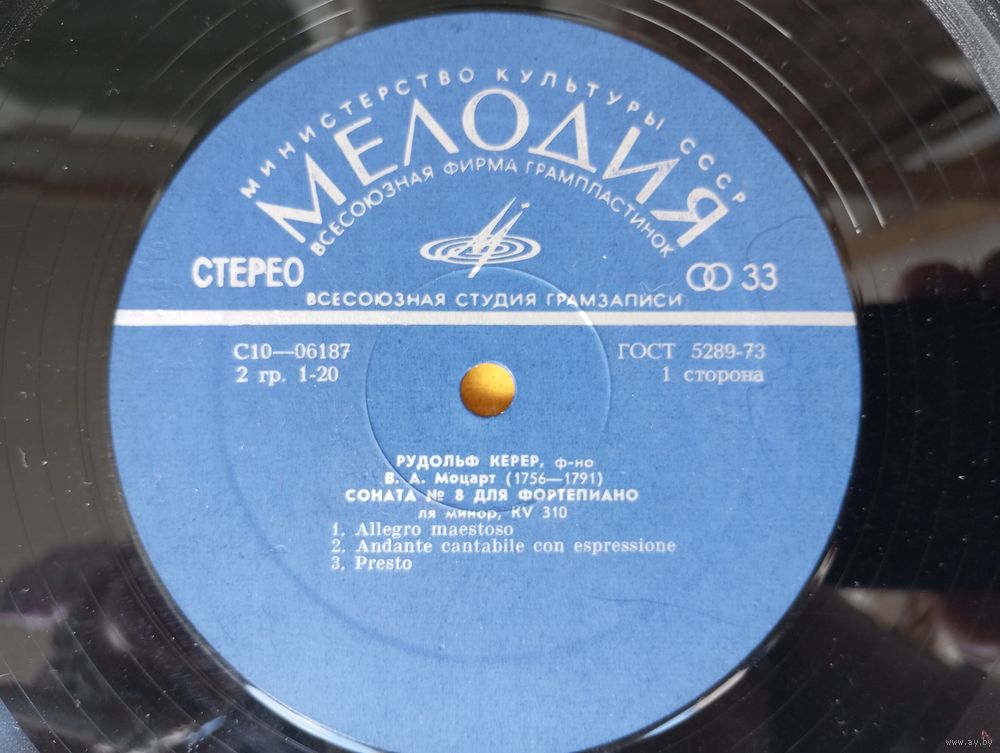 МИНИСТЕРСТВО КУЛЬТУРЫ СССР
МЕЛОДИЯ
ВСЕСОЮЗНАЯ ФИРМА ГРАМПЛАСТИНОК
СТЕРЕО
33
ВСЕСОЮЗНАЯ СТУДИЯ ГРАМЗАПИСИ
С10—06187
ГОСТ 5289-73
2 гр. 1-20
1 сторона
РУДОЛЬФ КЕРЕР, ф-но
В. А. Моцарт (1756—1791)
СОНАТА № 8 ДЛЯ ФОРТЕПИАНО
ля минор, KV 310
1. Allegro maestoso
2. Andante cantabile con espressione
3. Presto
www.ay.by